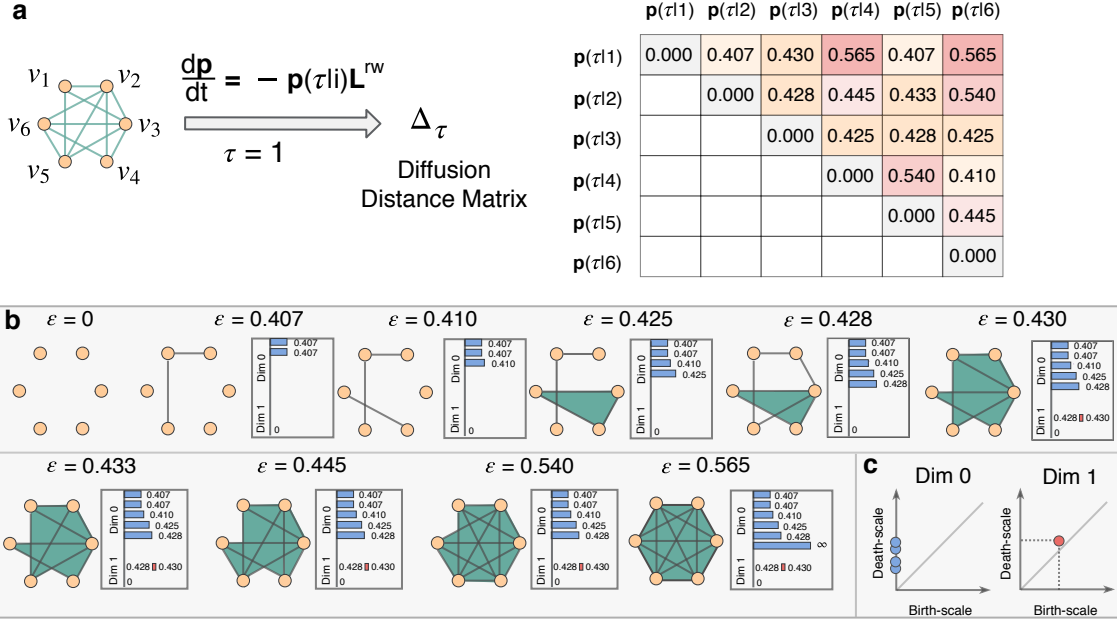 a
v1 v2 v3 v4 v5 v6
dp/dt = − p(τ|i)L^rw
τ = 1
Δτ
Diffusion
Distance Matrix
p(τ|1) p(τ|2) p(τ|3) p(τ|4) p(τ|5) p(τ|6)
p(τ|1) 0.000 0.407 0.430 0.565 0.407 0.565
p(τ|2) 0.000 0.428 0.445 0.433 0.540
p(τ|3) 0.000 0.425 0.428 0.425
p(τ|4) 0.000 0.540 0.410
p(τ|5) 0.000 0.445
p(τ|6) 0.000
b
ε = 0
ε = 0.407
Dim 0
0.407
0.407
Dim 1
0
ε = 0.410
Dim 0
0.407
0.407
0.410
Dim 1
0
ε = 0.425
Dim 0
0.407
0.407
0.410
0.425
Dim 1
0
ε = 0.428
Dim 0
0.407
0.407
0.410
0.425
0.428
Dim 1
0
ε = 0.430
Dim 0
0.407
0.407
0.410
0.425
0.428
Dim 1
0.428 0.430
0
ε = 0.433
Dim 0
0.407
0.407
0.410
0.425
0.428
Dim 1
0.428 0.430
0
ε = 0.445
Dim 0
0.407
0.407
0.410
0.425
0.428
Dim 1
0.428 0.430
0
ε = 0.540
Dim 0
0.407
0.407
0.410
0.425
0.428
Dim 1
0.428 0.430
0
ε = 0.565
Dim 0
0.407
0.407
0.410
0.425
0.428
∞
Dim 1
0.428 0.430
0
c
Dim 0
Death-scale
Birth-scale
Dim 1
Death-scale
Birth-scale